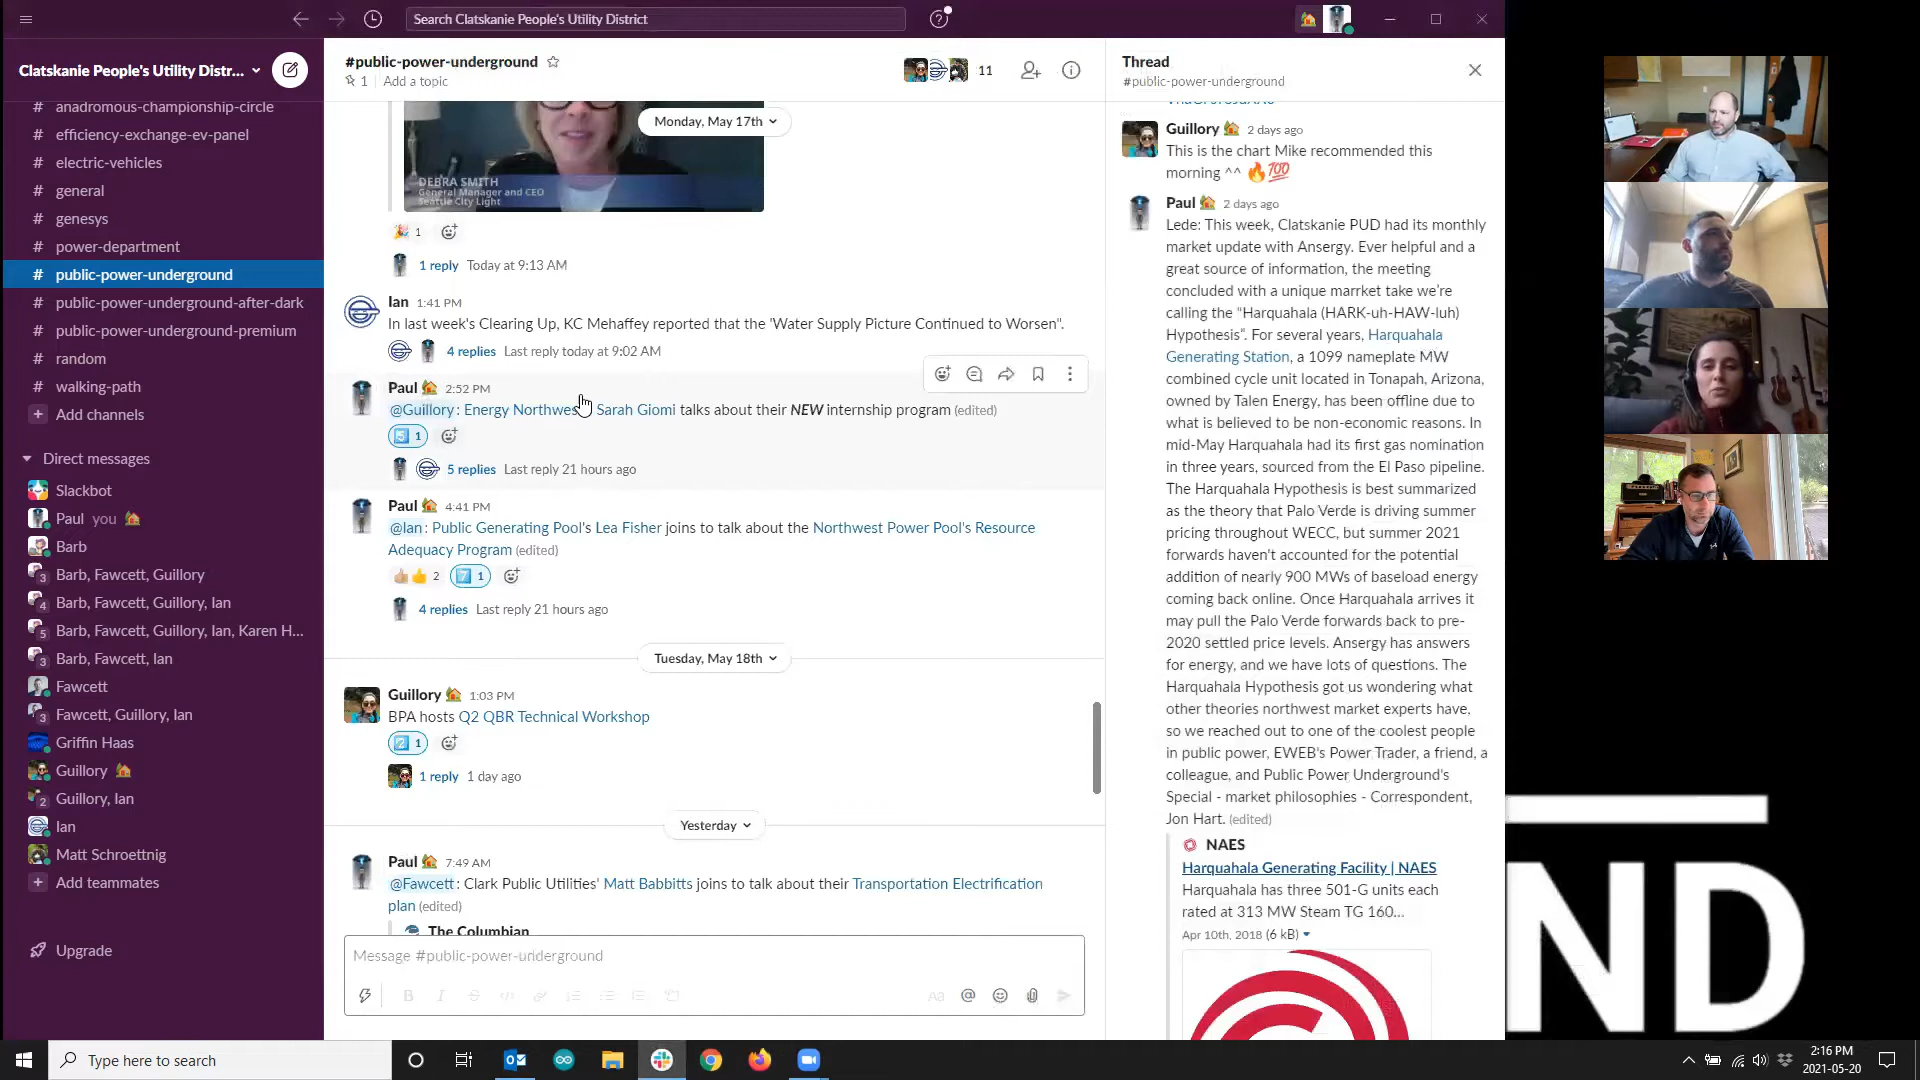 Search Clatskanie People's Utility District
Clatskanie People's Utility Distr...
# anadromous-championship-circle
# efficiency-exchange-ev-panel
# electric-vehicles
# general
# genesys
# power-department
# public-power-underground
# public-power-underground-after-dark
# public-power-underground-premium
# random
# walking-path
+ Add channels
Direct messages
Slackbot
Paul you
Barb
3 Barb, Fawcett, Guillory
4 Barb, Fawcett, Guillory, Ian
5 Barb, Fawcett, Guillory, Ian, Karen H...
3 Barb, Fawcett, Ian
Fawcett
3 Fawcett, Guillory, Ian
Griffin Haas
Guillory
2 Guillory, Ian
Ian
Matt Schroettnig
+ Add teammates
Upgrade
#public-power-underground
1 Add a topic
11
Monday, May 17th
DEBRA SMITH
General Manager and CEO
Seattle City Light
1
1 reply Today at 9:13 AM
Ian 1:41 PM
In last week's Clearing Up, KC Mehaffey reported that the 'Water Supply Picture Continued to Worsen".
4 replies Last reply today at 9:02 AM
Paul 2:52 PM
@Guillory: Energy Northwes Sarah Giomi talks about their NEW internship program (edited)
5 1
5 replies Last reply 21 hours ago
Paul 4:41 PM
@Ian: Public Generating Pool's Lea Fisher joins to talk about the Northwest Power Pool's Resource
Adequacy Program (edited)
2 7 1
4 replies Last reply 21 hours ago
Tuesday, May 18th
Guillory 1:03 PM
BPA hosts Q2 QBR Technical Workshop
2 1
1 reply 1 day ago
Yesterday
Paul 7:49 AM
@Fawcett: Clark Public Utilities' Matt Babbitts joins to talk about their Transportation Electrification
plan (edited)
The Columbian
Message #public-power-underground
B I S
Aa @
Thread
#public-power-underground
Guillory 2 days ago
This is the chart Mike recommended this
morning ^^ 🔥💯
Paul 2 days ago
Lede: This week, Clatskanie PUD had its monthly
market update with Ansergy. Ever helpful and a
great source of information, the meeting
concluded with a unique marrket take we're
calling the "Harquahala (HARK-uh-HAW-luh)
Hypothesis". For several years, Harquahala
Generating Station, a 1099 nameplate MW
combined cycle unit located in Tonapah, Arizona,
owned by Talen Energy, has been offline due to
what is believed to be non-economic reasons. In
mid-May Harquahala had its first gas nomination
in three years, sourced from the El Paso pipeline.
The Harquahala Hypothesis is best summarized
as the theory that Palo Verde is driving summer
pricing throughout WECC, but summer 2021
forwards haven't accounted for the potential
addition of nearly 900 MWs of baseload energy
coming back online. Once Harquahala arrives it
may pull the Palo Verde forwards back to pre-
2020 settled price levels. Ansergy has answers
for energy, and we have lots of questions. The
Harquahala Hypothesis got us wondering what
other theories northwest market experts have,
so we reached out to one of the coolest people
in public power, EWEB's Power Trader, a friend, a
colleague, and Public Power Underground's
Special - market philosophies - Correspondent,
Jon Hart. (edited)
NAES
Harquahala Generating Facility | NAES
Harquahala has three 501-G units each
rated at 313 MW Steam TG 160...
Apr 10th, 2018 (6 kB)
ND
Type here to search
2:16 PM
2021-05-20